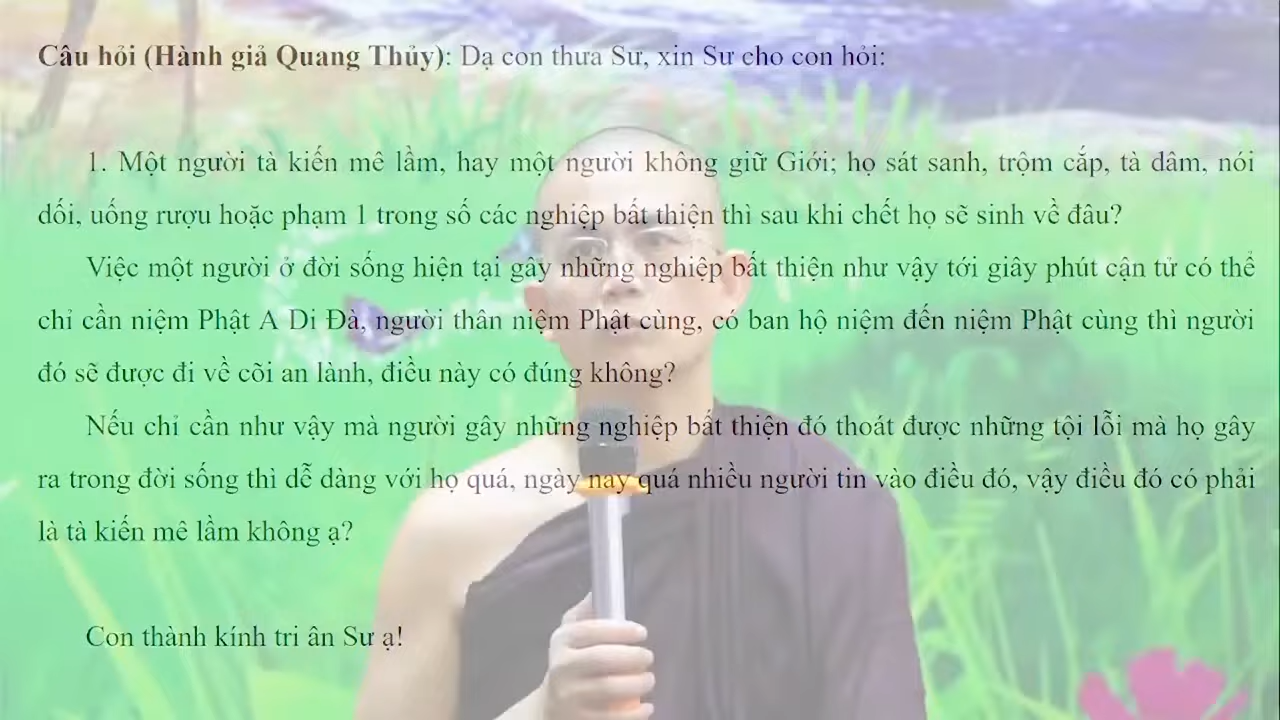 Câu hỏi (Hành giả Quang Thủy): Dạ con thưa Sư, xin Sư cho con hỏi:
1. Một người tà kiến mê lầm, hay một người không giữ Giới; họ sát sanh, trộm cắp, tà dâm, nói
dối, uống rượu hoặc phạm 1 trong số các nghiệp bất thiện thì sau khi chết họ sẽ sinh về đâu?
Việc một người ở đời sống hiện tại gây những nghiệp bất thiện như vậy tới giây phút cận tử có thể
chỉ cần niệm Phật A Di Đà, người thân niệm Phật cùng, có ban hộ niệm đến niệm Phật cùng thì người
đó sẽ được đi về cõi an lành, điều này có đúng không?
Nếu chỉ cần như vậy mà người gây những nghiệp bất thiện đó thoát được những tội lỗi mà họ gây
ra trong đời sống thì dễ dàng với họ quá, ngày nay quá nhiều người tin vào điều đó, vậy điều đó có phải
là tà kiến mê lầm không ạ?
Con thành kính tri ân Sư ạ!